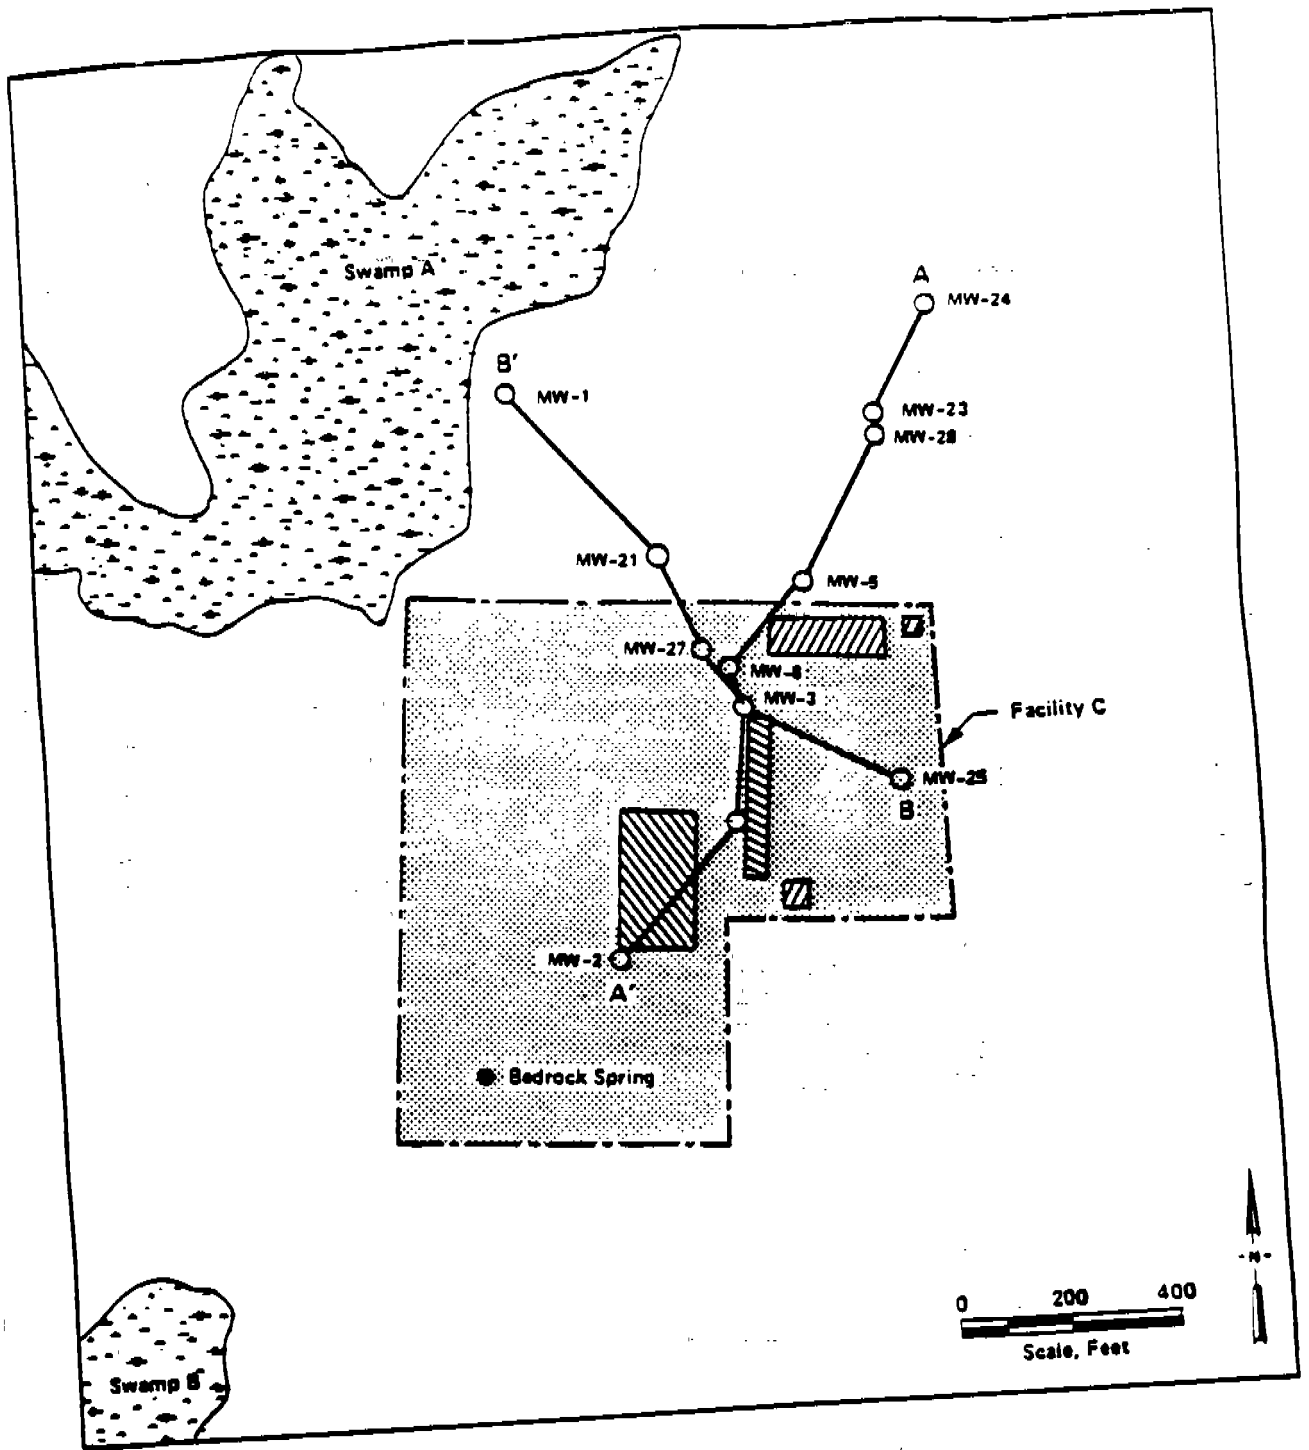 Swamp A
A
MW-24
B'
MW-1
MW-23
MW-28
MW-21
MW-5
MW-27
MW-6
MW-3
Facility C
MW-25
B
MW-2
A'
Bedrock Spring
-N-
0 200 400
Scale, Feet
Swamp B